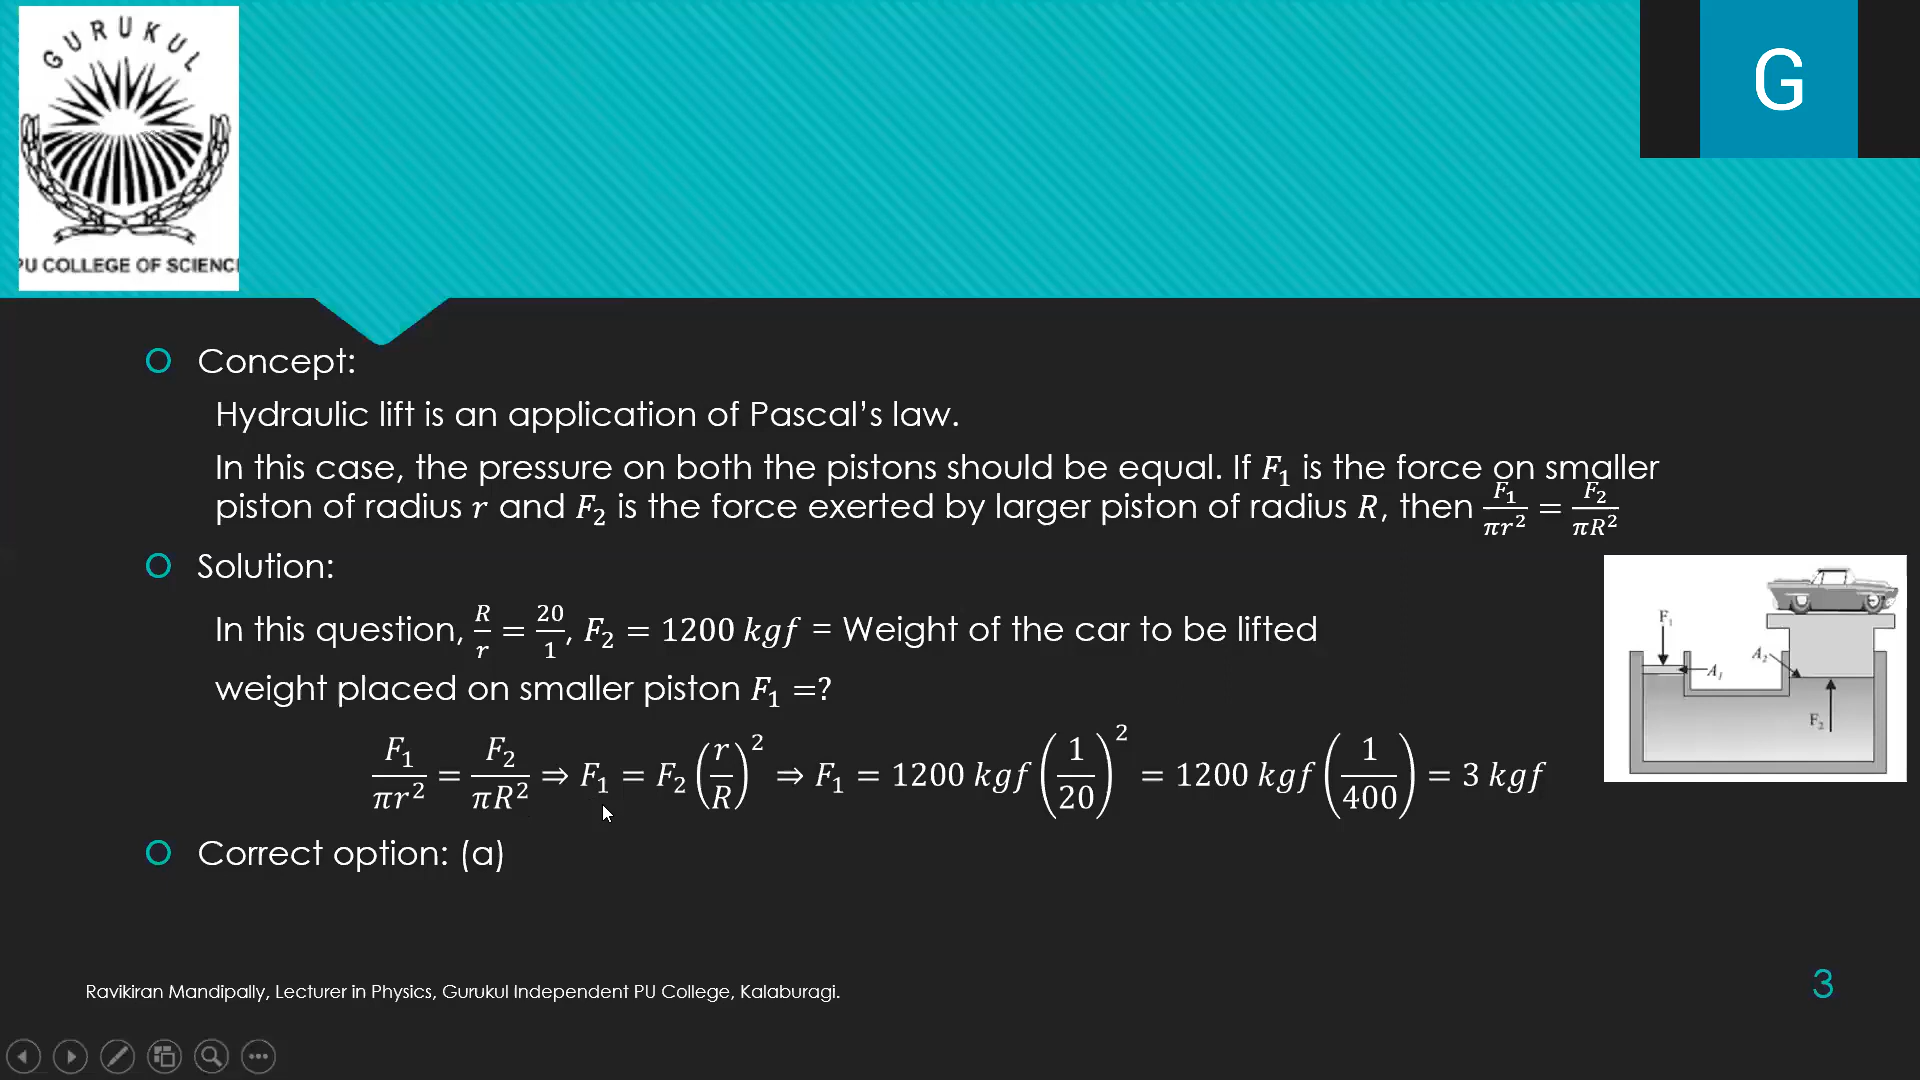 GURUKUL
PU COLLEGE OF SCIENC
G
Concept:
Hydraulic lift is an application of Pascal’s law.
In this case, the pressure on both the pistons should be equal. If F₁ is the force on smaller
piston of radius r and F₂ is the force exerted by larger piston of radius R, then F₁/πr² = F₂/πR²
Solution:
In this question, R/r = 20/1, F₂ = 1200 kgf = Weight of the car to be lifted
weight placed on smaller piston F₁ =?
F₁/πr² = F₂/πR² ⇒ F₁ = F₂ (r/R)² ⇒ F₁ = 1200 kgf (1/20)² = 1200 kgf (1/400) = 3 kgf
Correct option: (a)
F₁
A₁
A₂
F₂
Ravikiran Mandipally, Lecturer in Physics, Gurukul Independent PU College, Kalaburagi.
3